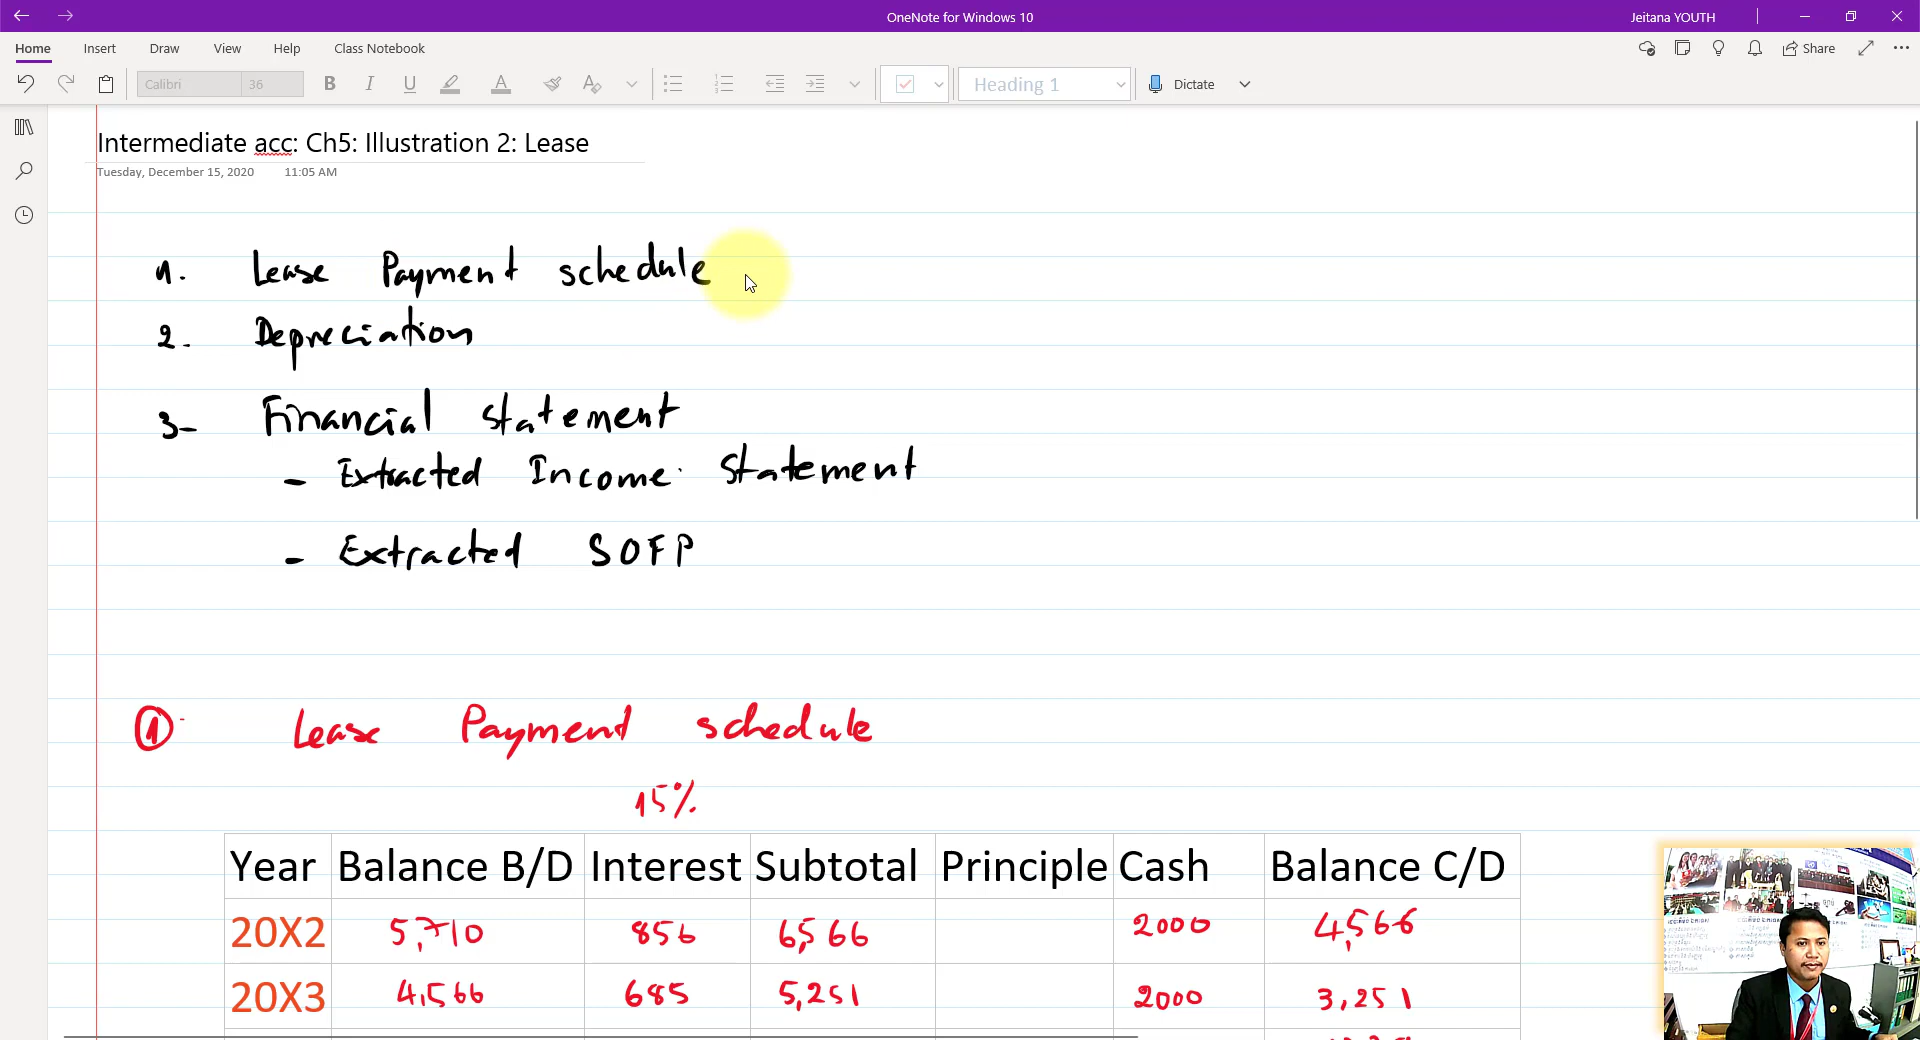 OneNote for Windows 10
Jeitana YOUTH
Home Insert Draw View Help Class Notebook
Share
Calibri 36 B I U A A Heading 1 Dictate
Intermediate acc: Ch5: Illustration 2: Lease
Tuesday, December 15, 2020 11:05 AM
1. Lease Payment schedule
2. Depreciation
3- Financial statement
- Extracted Income Statement
- Extracted SOFP
① Lease Payment schedule
15%
Year Balance B/D Interest Subtotal Principle Cash Balance C/D
20X2 5,710 856 6,566 2000 4,566
20X3 4,566 685 5,251 2000 3,251